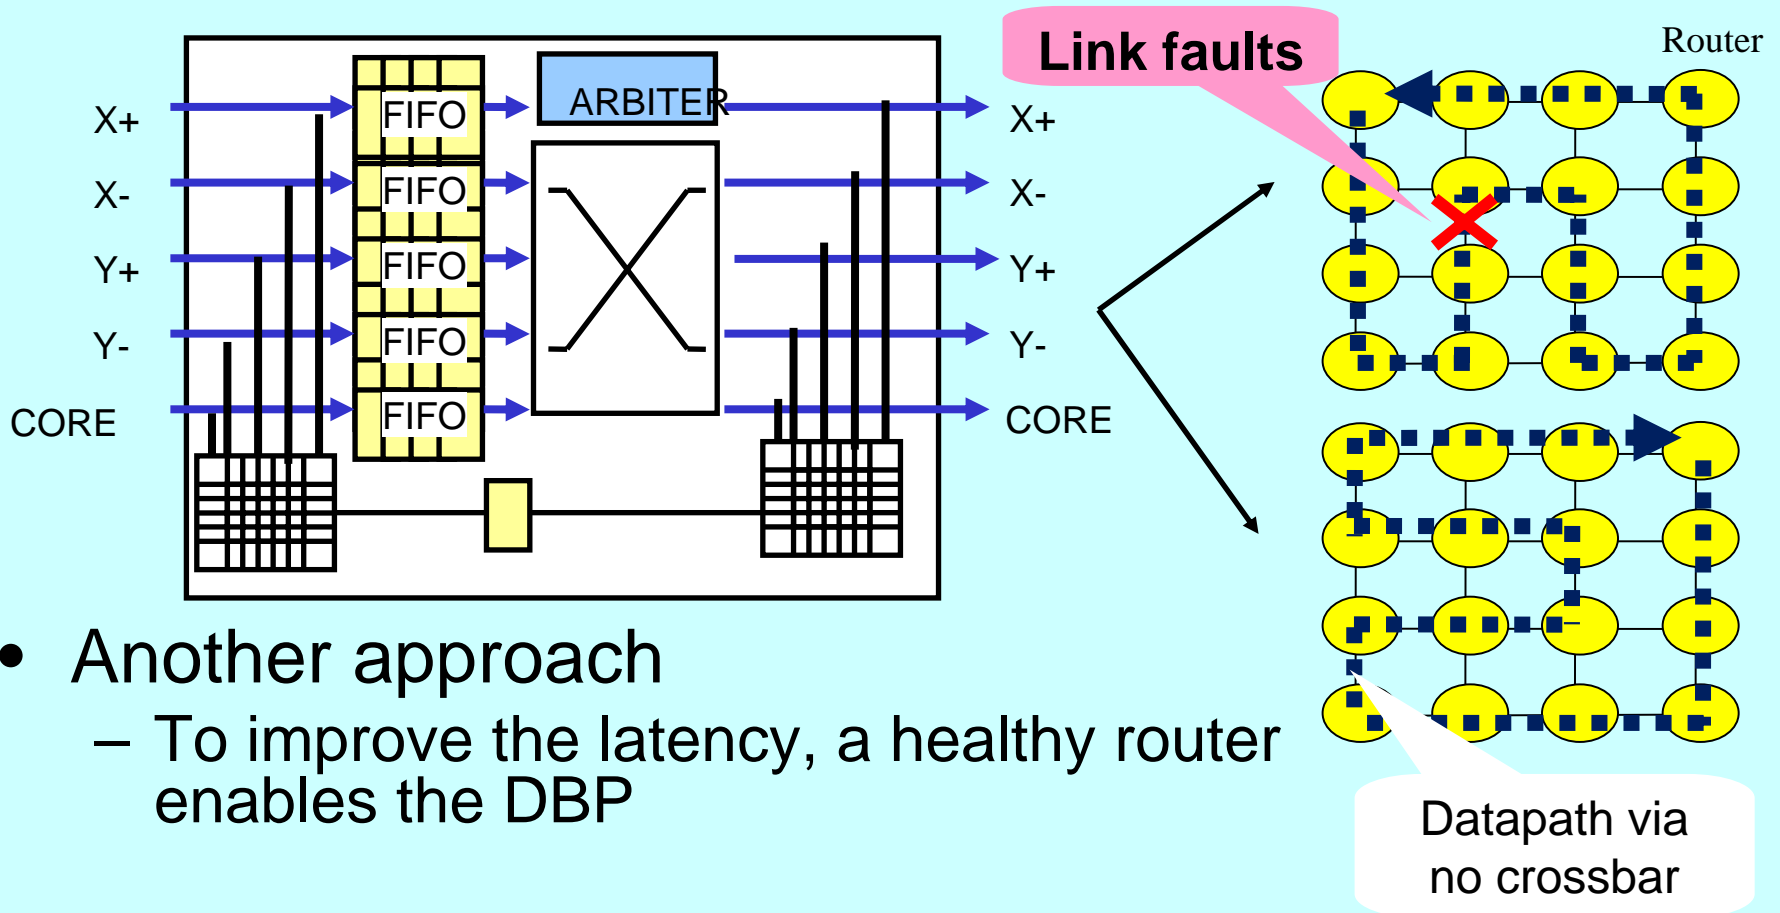 Link faults
Router
X+
FIFO
ARBITER
X+
X-
FIFO
X-
Y+
FIFO
Y+
Y-
FIFO
Y-
CORE
FIFO
CORE
• Another approach
– To improve the latency, a healthy router
enables the DBP
Datapath via
no crossbar